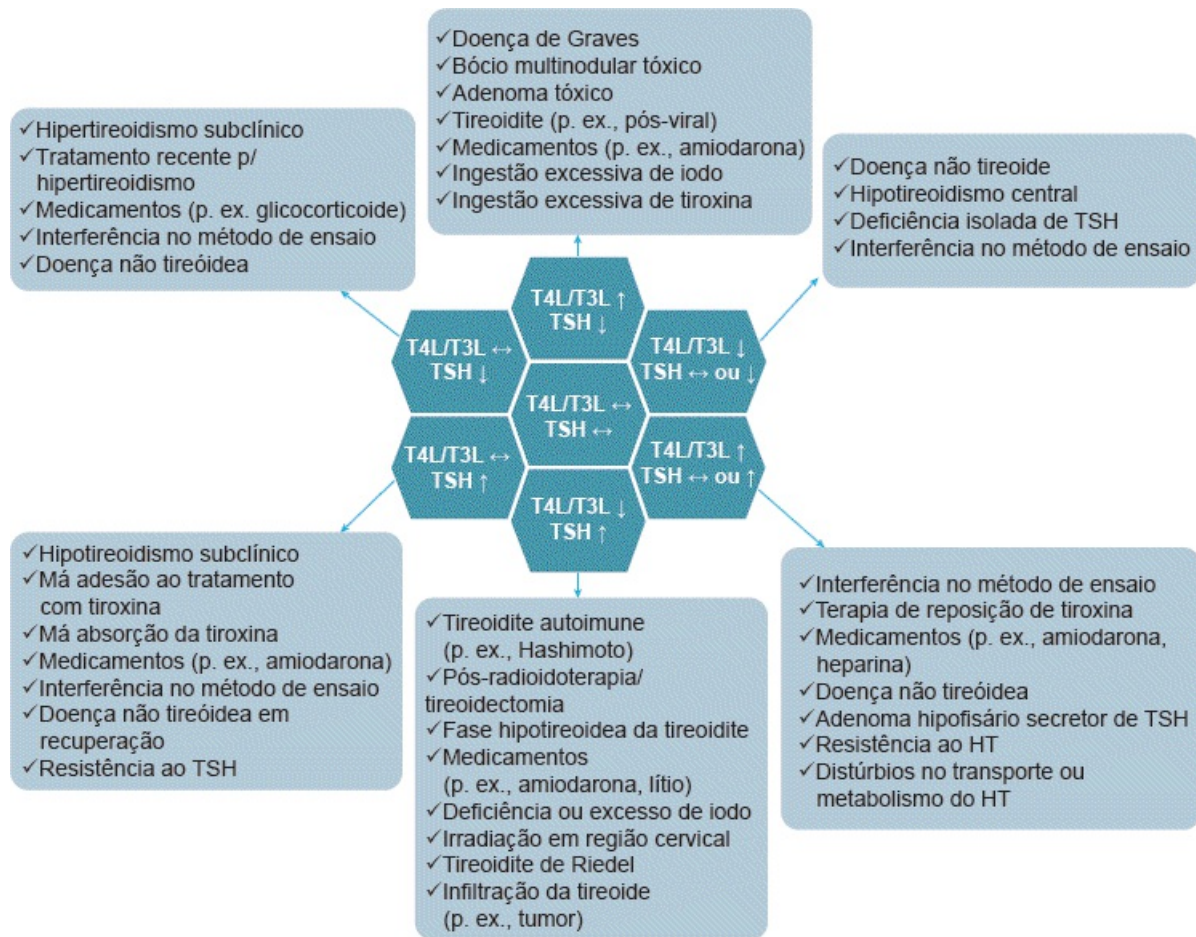 ✓Doença de Graves
✓Bócio multinodular tóxico
✓Adenoma tóxico
✓Tireoidite (p. ex., pós-viral)
✓Medicamentos (p. ex., amiodarona)
✓Ingestão excessiva de iodo
✓Ingestão excessiva de tiroxina
✓Hipertireoidismo subclínico
✓Tratamento recente p/
hipertireoidismo
✓Medicamentos (p. ex. glicocorticoide)
✓Interferência no método de ensaio
✓Doença não tireóidea
✓Doença não tireoide
✓Hipotireoidismo central
✓Deficiência isolada de TSH
✓Interferência no método de ensaio
T4L/T3L ↑
TSH ↓
T4L/T3L ↔
TSH ↓
T4L/T3L ↓
TSH ↔ ou ↓
T4L/T3L ↔
TSH ↔
T4L/T3L ↔
TSH ↑
T4L/T3L ↑
TSH ↔ ou ↑
T4L/T3L ↓
TSH ↑
✓Hipotireoidismo subclínico
✓Má adesão ao tratamento
com tiroxina
✓Má absorção da tiroxina
✓Medicamentos (p. ex., amiodarona)
✓Interferência no método de ensaio
✓Doença não tireóidea em
recuperação
✓Resistência ao TSH
✓Tireoidite autoimune
(p. ex., Hashimoto)
✓Pós-radioidoterapia/
tireoidectomia
✓Fase hipotireoidea da tireoidite
✓Medicamentos
(p. ex., amiodarona, lítio)
✓Deficiência ou excesso de iodo
✓Irradiação em região cervical
✓Tireoidite de Riedel
✓Infiltração da tireoide
(p. ex., tumor)
✓Interferência no método de ensaio
✓Terapia de reposição de tiroxina
✓Medicamentos (p. ex., amiodarona,
heparina)
✓Doença não tireóidea
✓Adenoma hipofisário secretor de TSH
✓Resistência ao HT
✓Distúrbios no transporte ou
metabolismo do HT